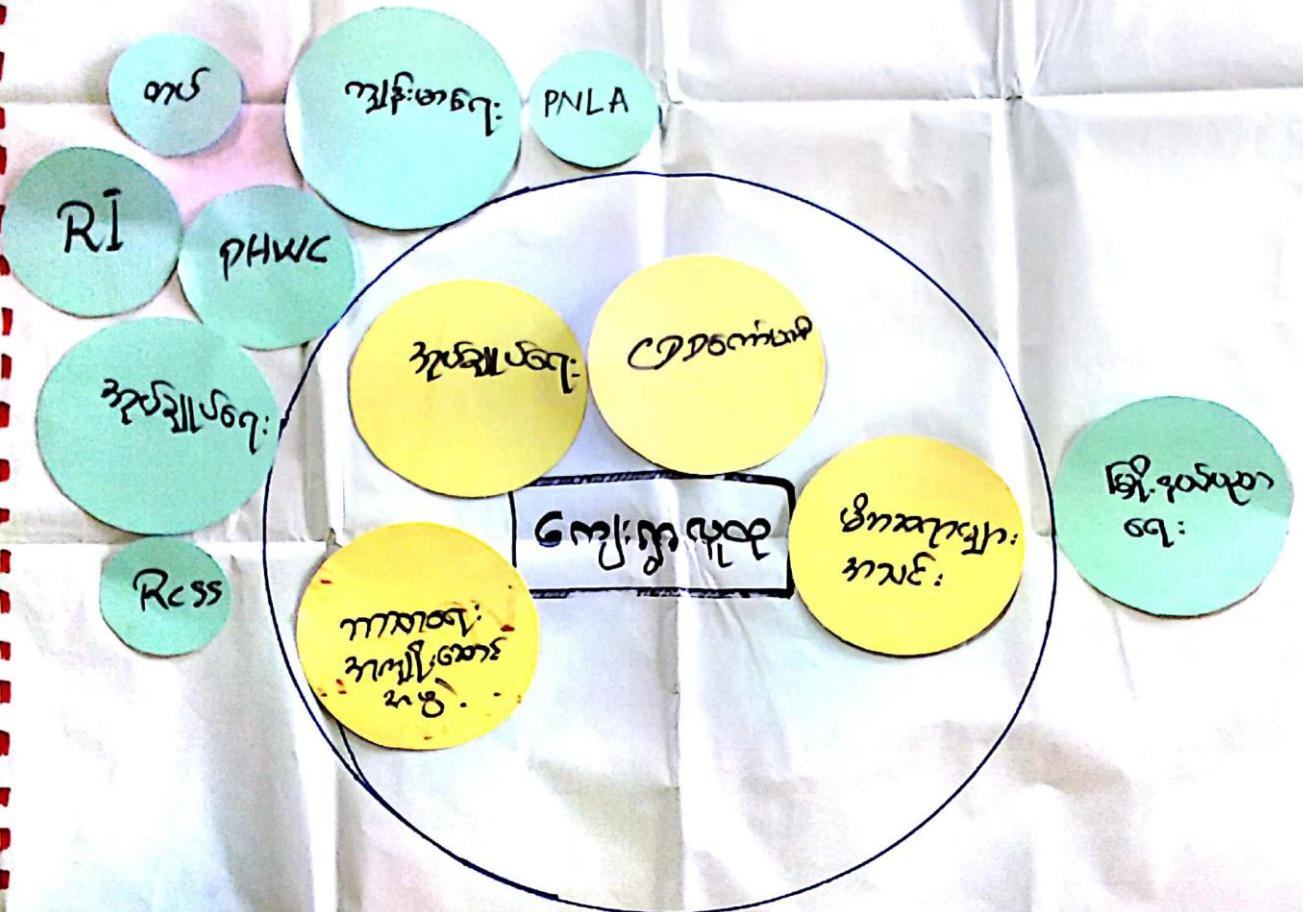 တပ်
ကျန်းမာရေး
PNLA
RI
PHWC
အုပ်ချုပ်ရေး
CDDကော်မတီ
အုပ်ချုပ်ရေး
မိဘဆရာများ
အသင်း
မြို့နယ်ပညာ
ရေး
ကျေးရွာလူထု
Rcss
ဘာသာရေး
အကျိုးဆောင်
အဖွဲ့